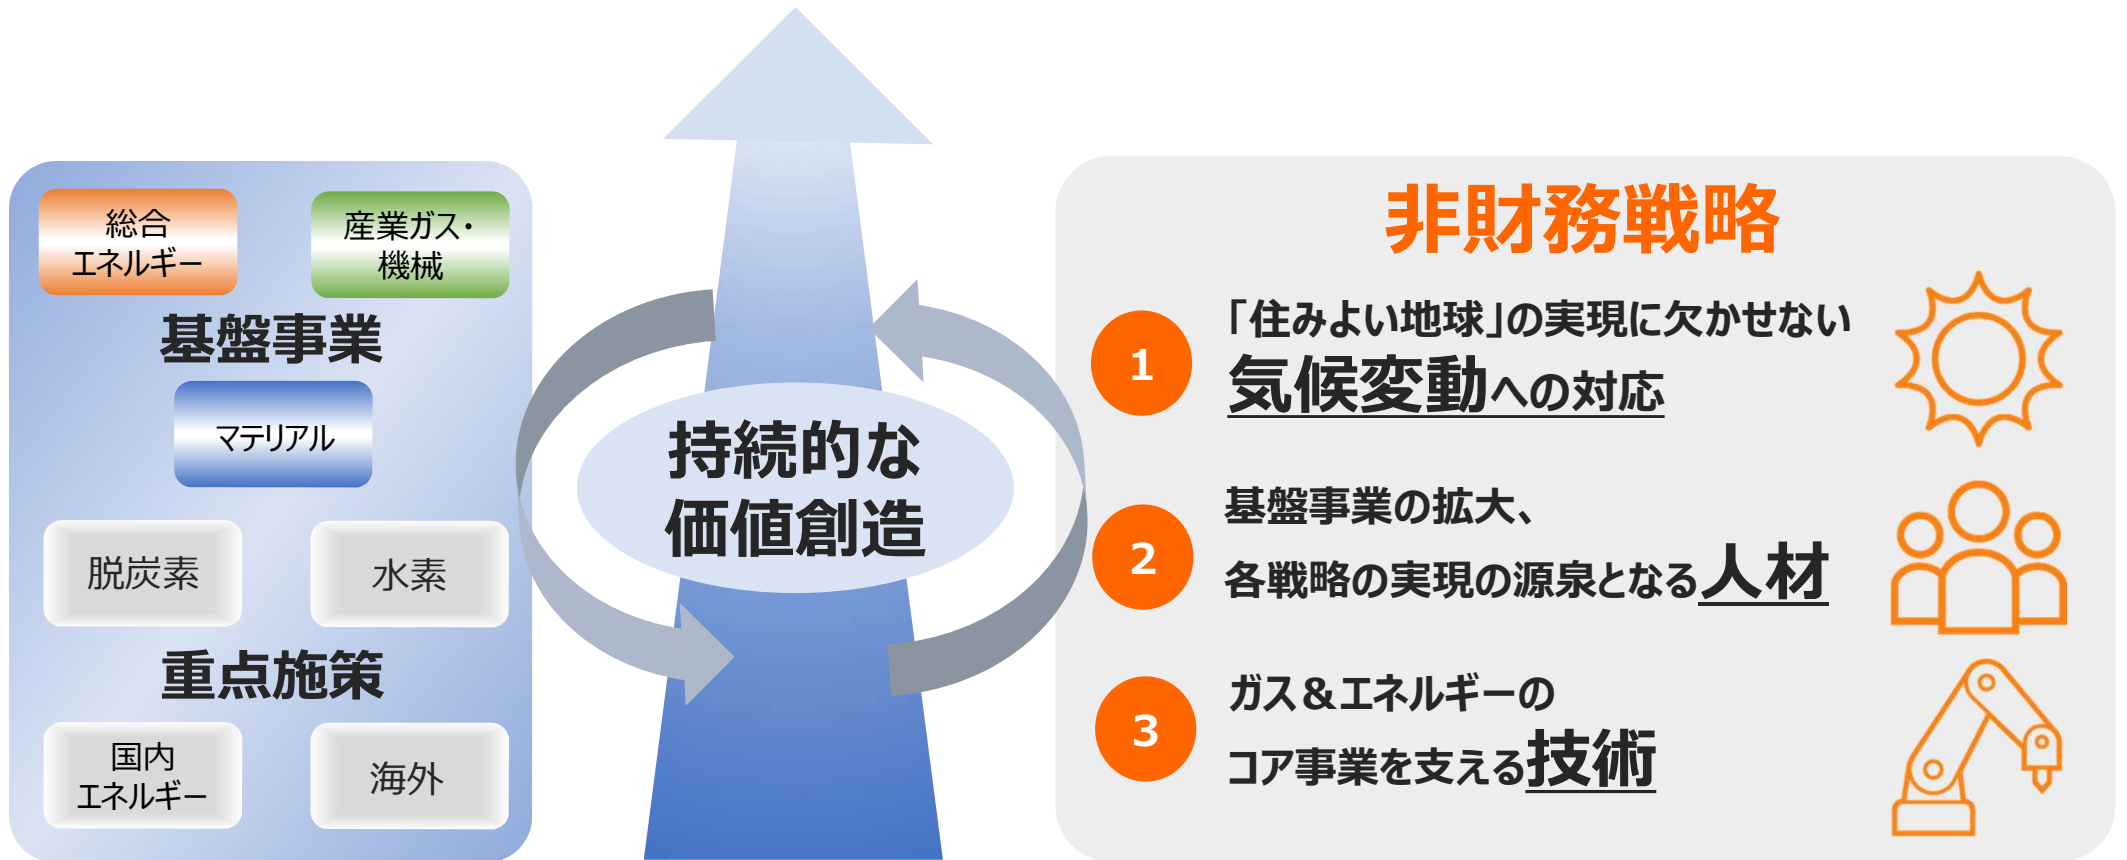 総合
エネルギー
産業ガス・
機械
基盤事業
マテリアル
脱炭素
水素
重点施策
国内
エネルギー
海外
持続的な
価値創造
非財務戦略
1
「住みよい地球」の実現に欠かせない
気候変動への対応
2
基盤事業の拡大、
各戦略の実現の源泉となる人材
3
ガス＆エネルギーの
コア事業を支える技術